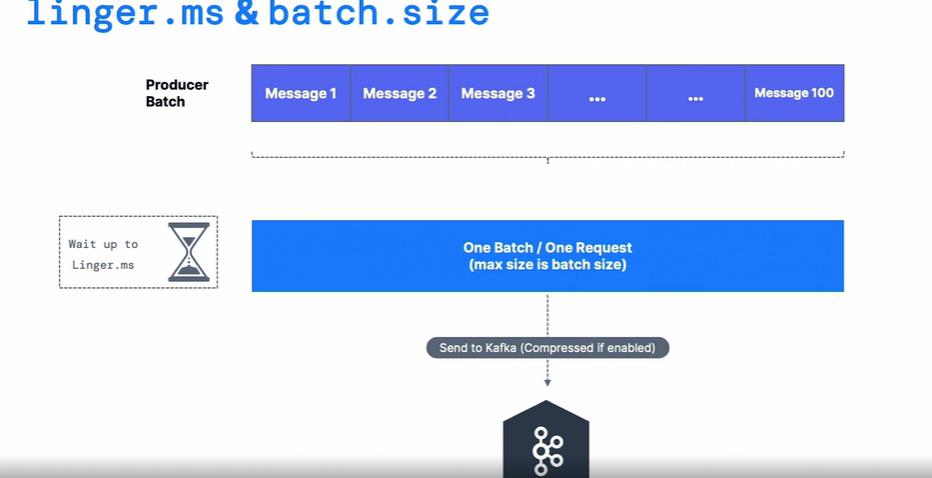 linger.ms & batch.size
Producer
Batch
Message 1 Message 2 Message 3 ... ... Message 100
Wait up to
Linger.ms
One Batch / One Request
(max size is batch size)
Send to Kafka (Compressed if enabled)